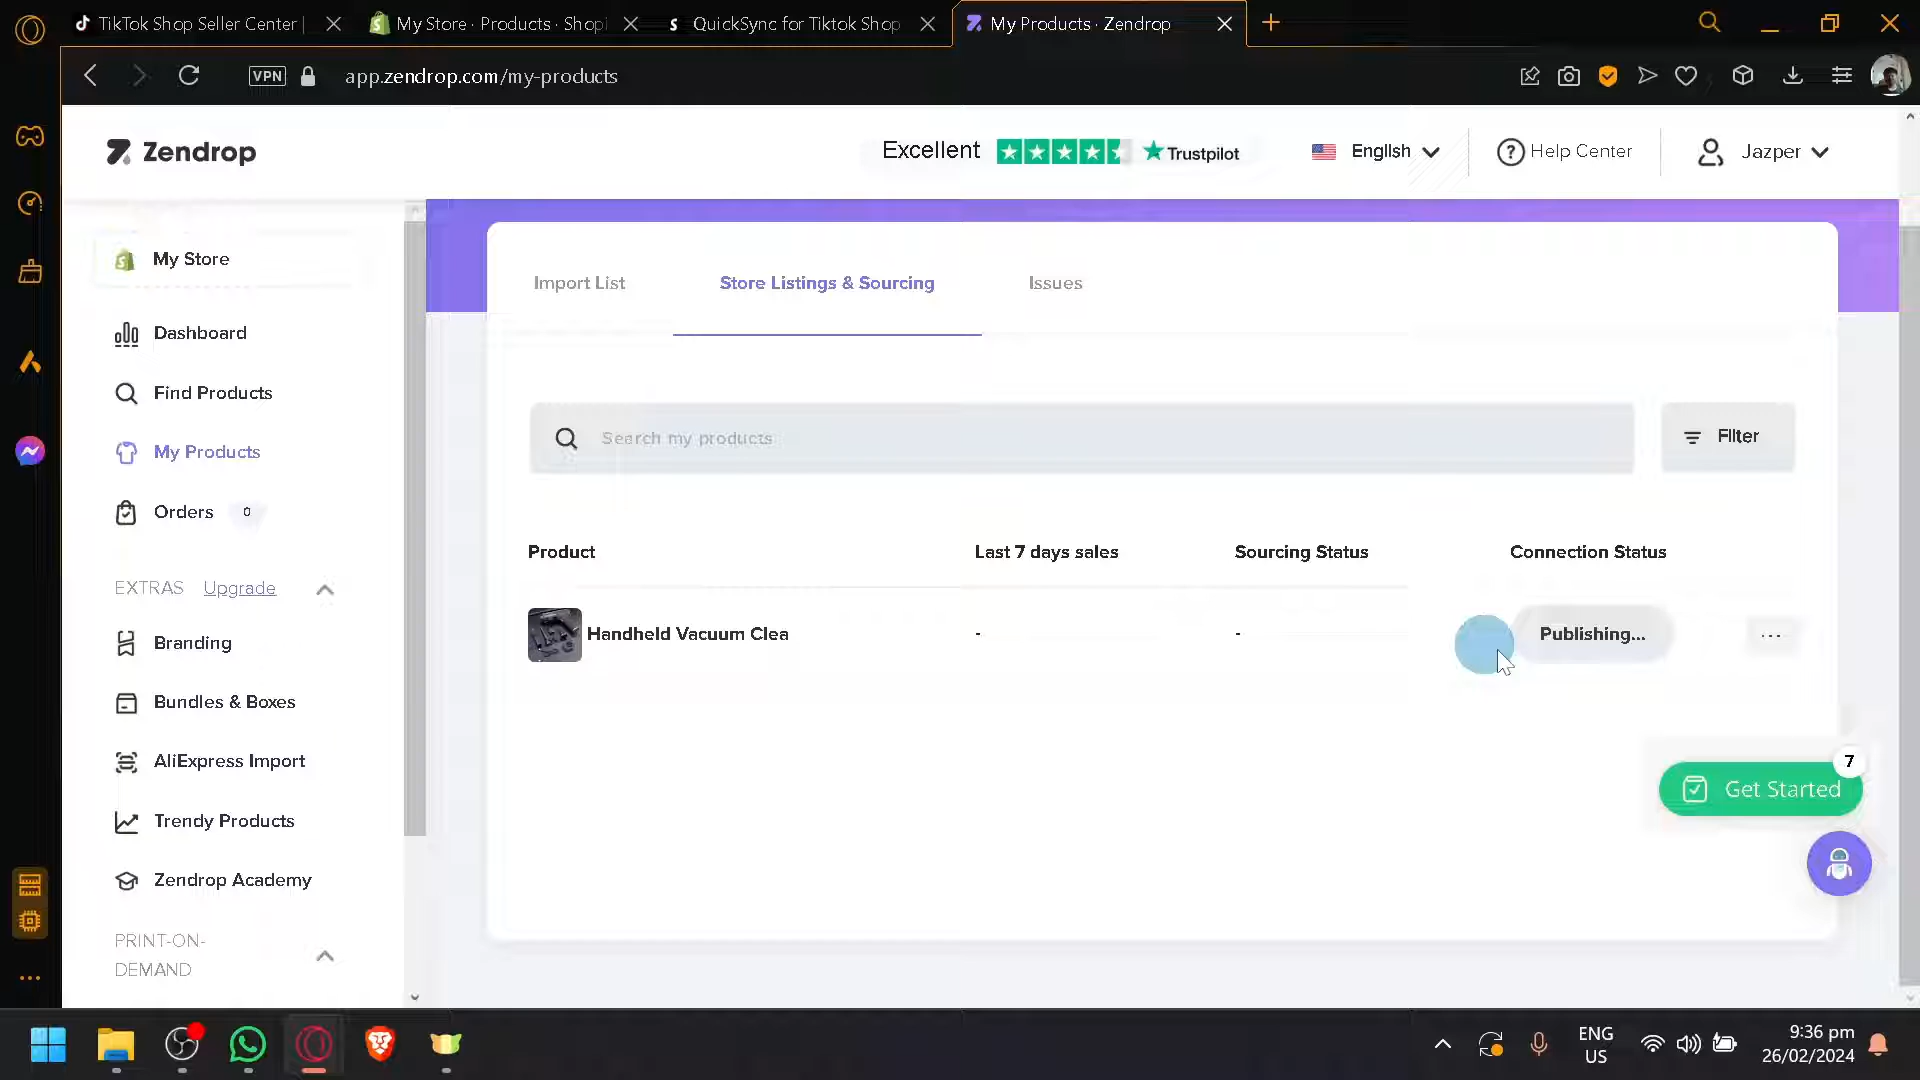 TikTok Shop Seller Center |
My Store · Products · Shopi
QuickSync for Tiktok Shop
My Products · Zendrop
VPN
app.zendrop.com/my-products
Zendrop
Excellent
Trustpilot
English
Help Center
Jazper
My Store
Dashboard
Find Products
My Products
Orders 0
EXTRAS Upgrade
Branding
Bundles & Boxes
AliExpress Import
Trendy Products
Zendrop Academy
PRINT-ON-
DEMAND
Import List
Store Listings & Sourcing
Issues
Search my products
Filter
Product
Last 7 days sales
Sourcing Status
Connection Status
Handheld Vacuum Clea
-
-
Publishing...
...
7
Get Started
ENG
US
9:36 pm
26/02/2024